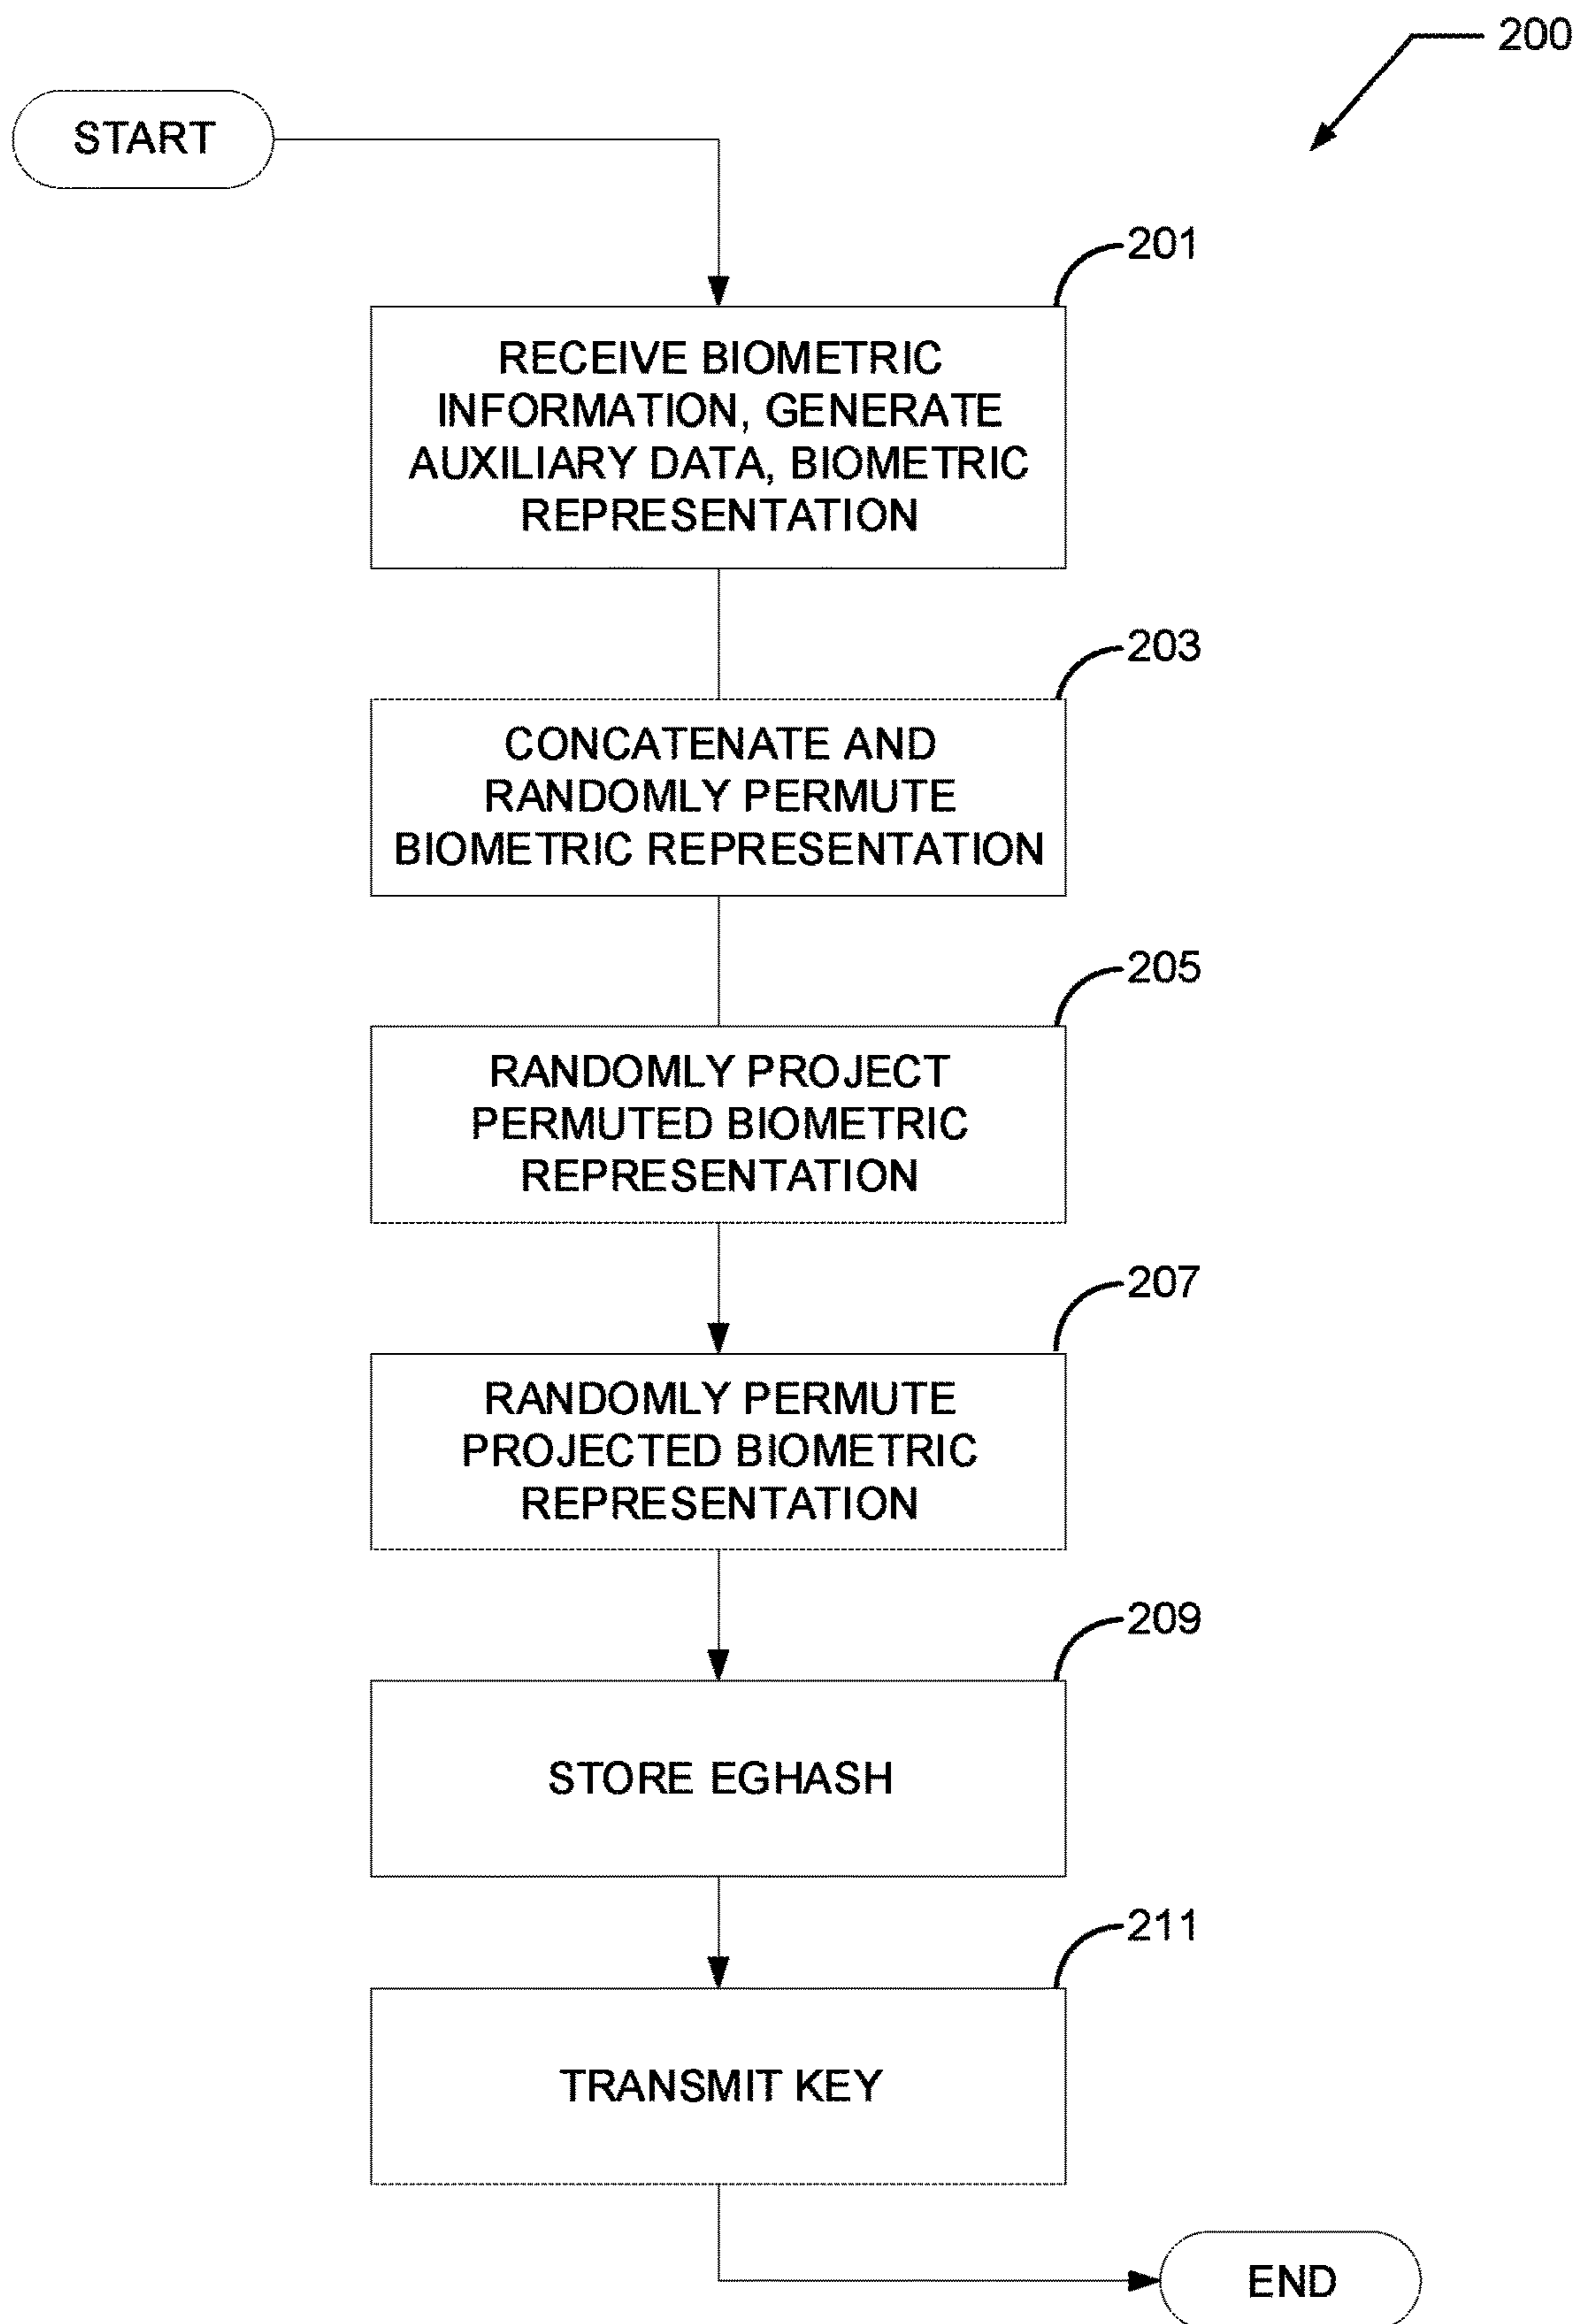 200
START
201
RECEIVE BIOMETRIC
INFORMATION, GENERATE
AUXILIARY DATA, BIOMETRIC
REPRESENTATION
203
CONCATENATE AND
RANDOMLY PERMUTE
BIOMETRIC REPRESENTATION
205
RANDOMLY PROJECT
PERMUTED BIOMETRIC
REPRESENTATION
207
RANDOMLY PERMUTE
PROJECTED BIOMETRIC
REPRESENTATION
209
STORE EGHASH
211
TRANSMIT KEY
END